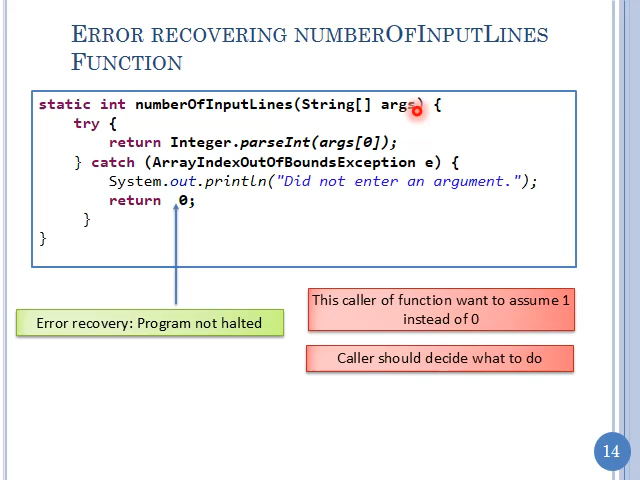 ERROR RECOVERING NUMBEROFINPUTLINES
FUNCTION
static int numberOfInputLines(String[] args) {
try {
return Integer.parseInt(args[0]);
} catch (ArrayIndexOutOfBoundsException e) {
System.out.println("Did not enter an argument.");
return 0;
}
}
Error recovery: Program not halted
This caller of function want to assume 1
instead of 0
Caller should decide what to do
14